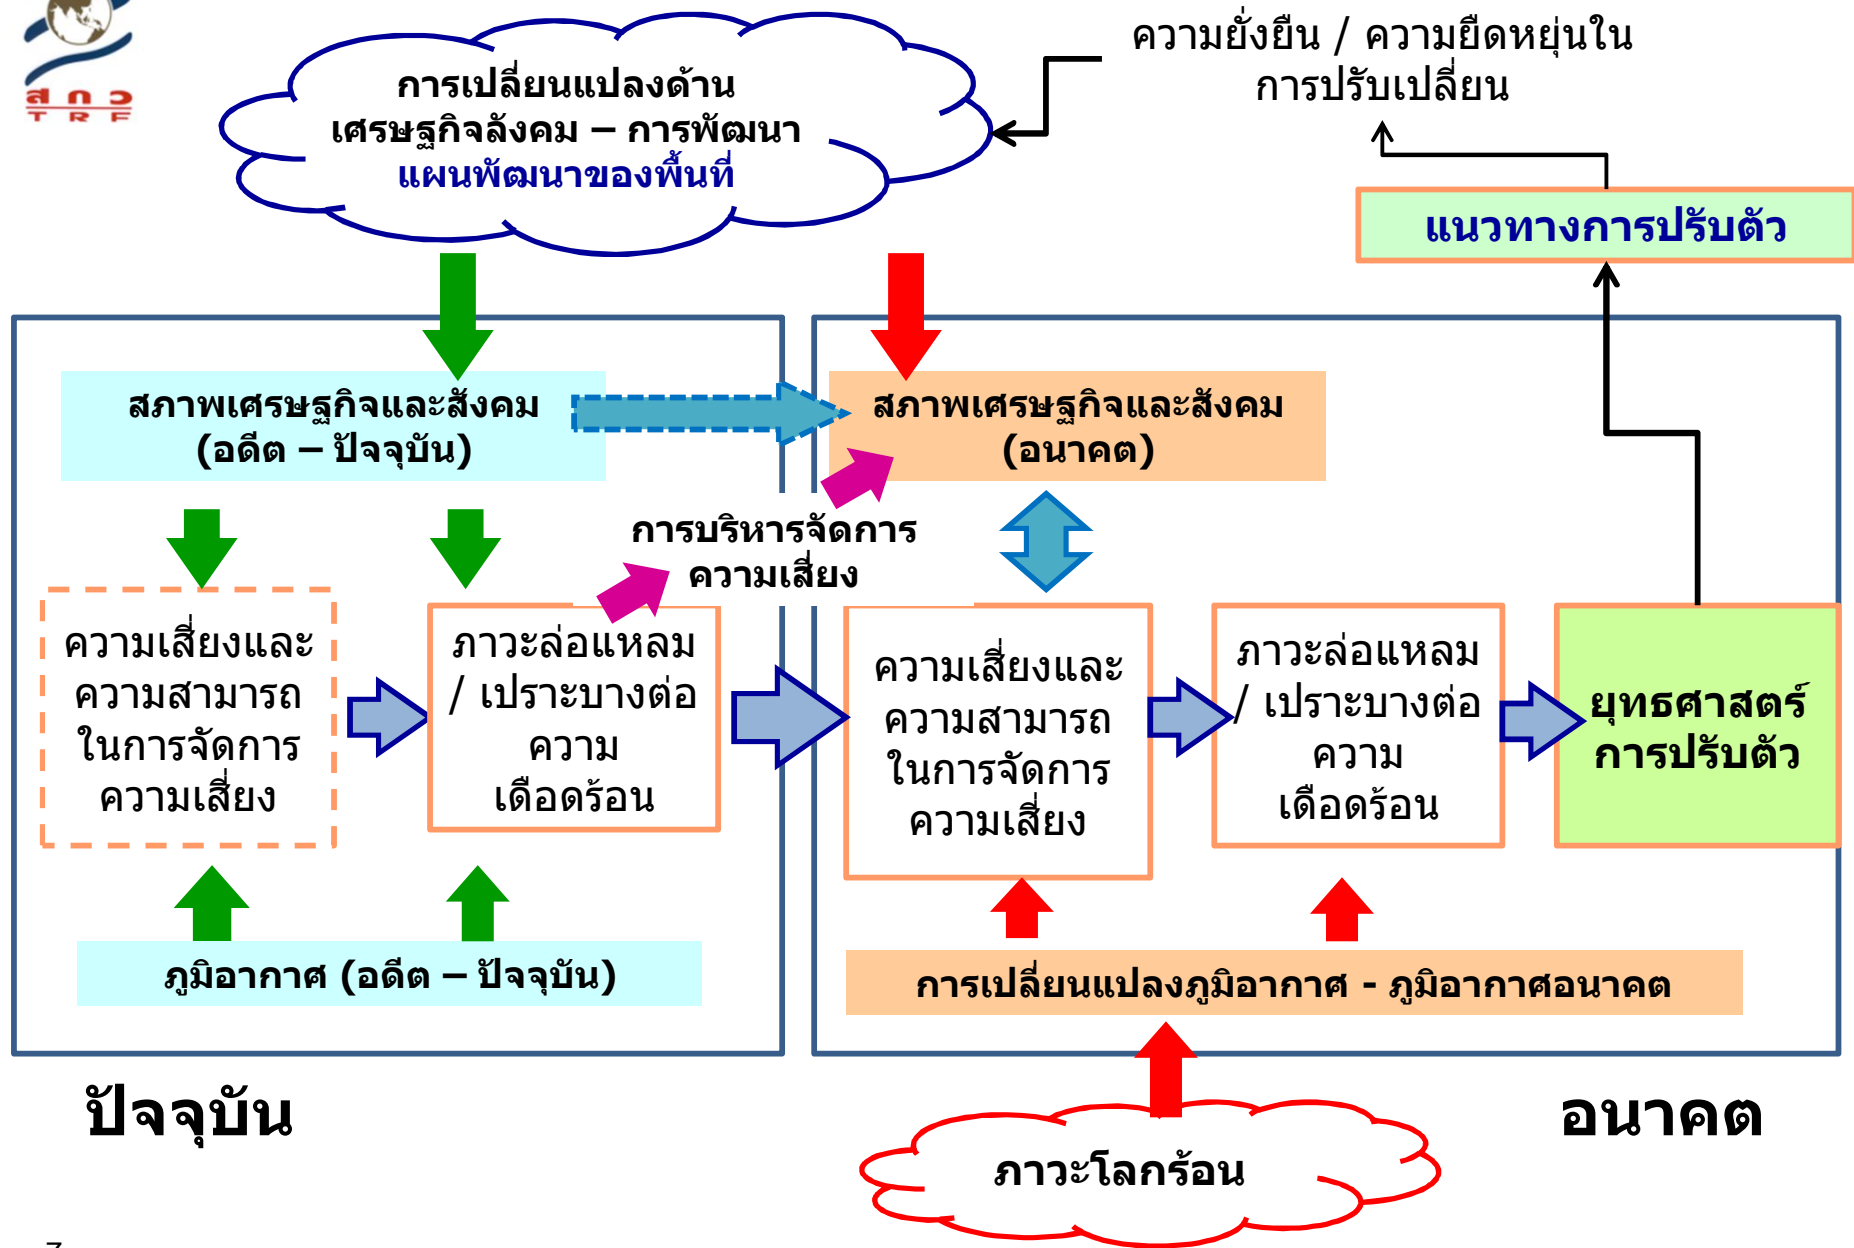 สกว
TRF
การเปลี่ยนแปลงด้าน
เศรษฐกิจลังคม – การพัฒนา
แผนพัฒนาของพื้นที่
ความยั่งยืน / ความยืดหยุ่นใน
การปรับเปลี่ยน
แนวทางการปรับตัว
สภาพเศรษฐกิจและสังคม
(อดีต – ปัจจุบัน)
สภาพเศรษฐกิจและสังคม
(อนาคต)
การบริหารจัดการ
ความเสี่ยง
ความเสี่ยงและ
ความสามารถ
ในการจัดการ
ความเสี่ยง
ภาวะล่อแหลม
/ เปราะบางต่อ
ความ
เดือดร้อน
ความเสี่ยงและ
ความสามารถ
ในการจัดการ
ความเสี่ยง
ภาวะล่อแหลม
/ เปราะบางต่อ
ความ
เดือดร้อน
ยุทธศาสตร์
การปรับตัว
ภูมิอากาศ (อดีต – ปัจจุบัน)
การเปลี่ยนแปลงภูมิอากาศ - ภูมิอากาศอนาคต
ปัจจุบัน
อนาคต
ภาวะโลกร้อน